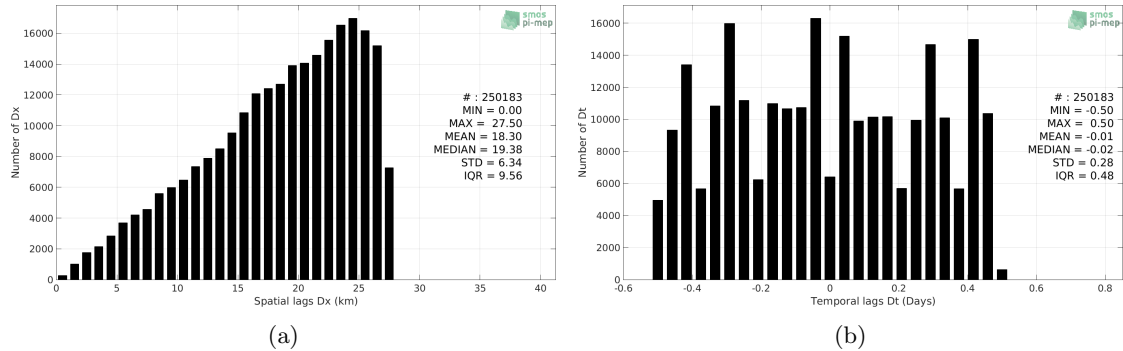 smos
pi-mep
16000
14000
12000
10000
8000
6000
4000
2000
0
Number of Dx
# : 250183
MIN = 0.00
MAX = 27.50
MEAN = 18.30
MEDIAN = 19.38
STD = 6.34
IQR = 9.56
0 5 10 15 20 25 30 35 40
Spatial lags Dx (km)
(a)
smos
pi-mep
16000
14000
12000
10000
8000
6000
4000
2000
0
Number of Dt
# : 250183
MIN = -0.50
MAX = 0.50
MEAN = -0.01
MEDIAN = -0.02
STD = 0.28
IQR = 0.48
-0.6 -0.4 -0.2 0 0.2 0.4 0.6 0.8
Temporal lags Dt (Days)
(b)